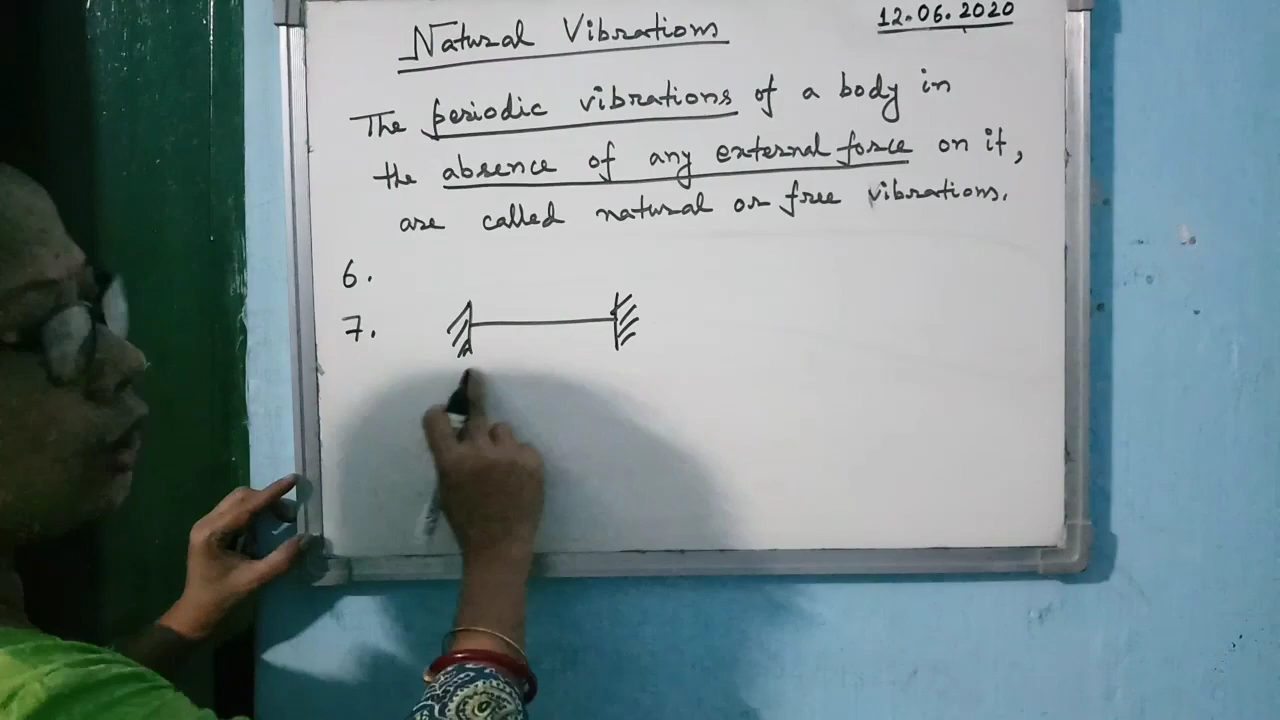 Natural Vibrations
12.06.2020
The periodic vibrations of a body in
the absence of any external force on it,
are called natural or free vibrations.
6.
7.